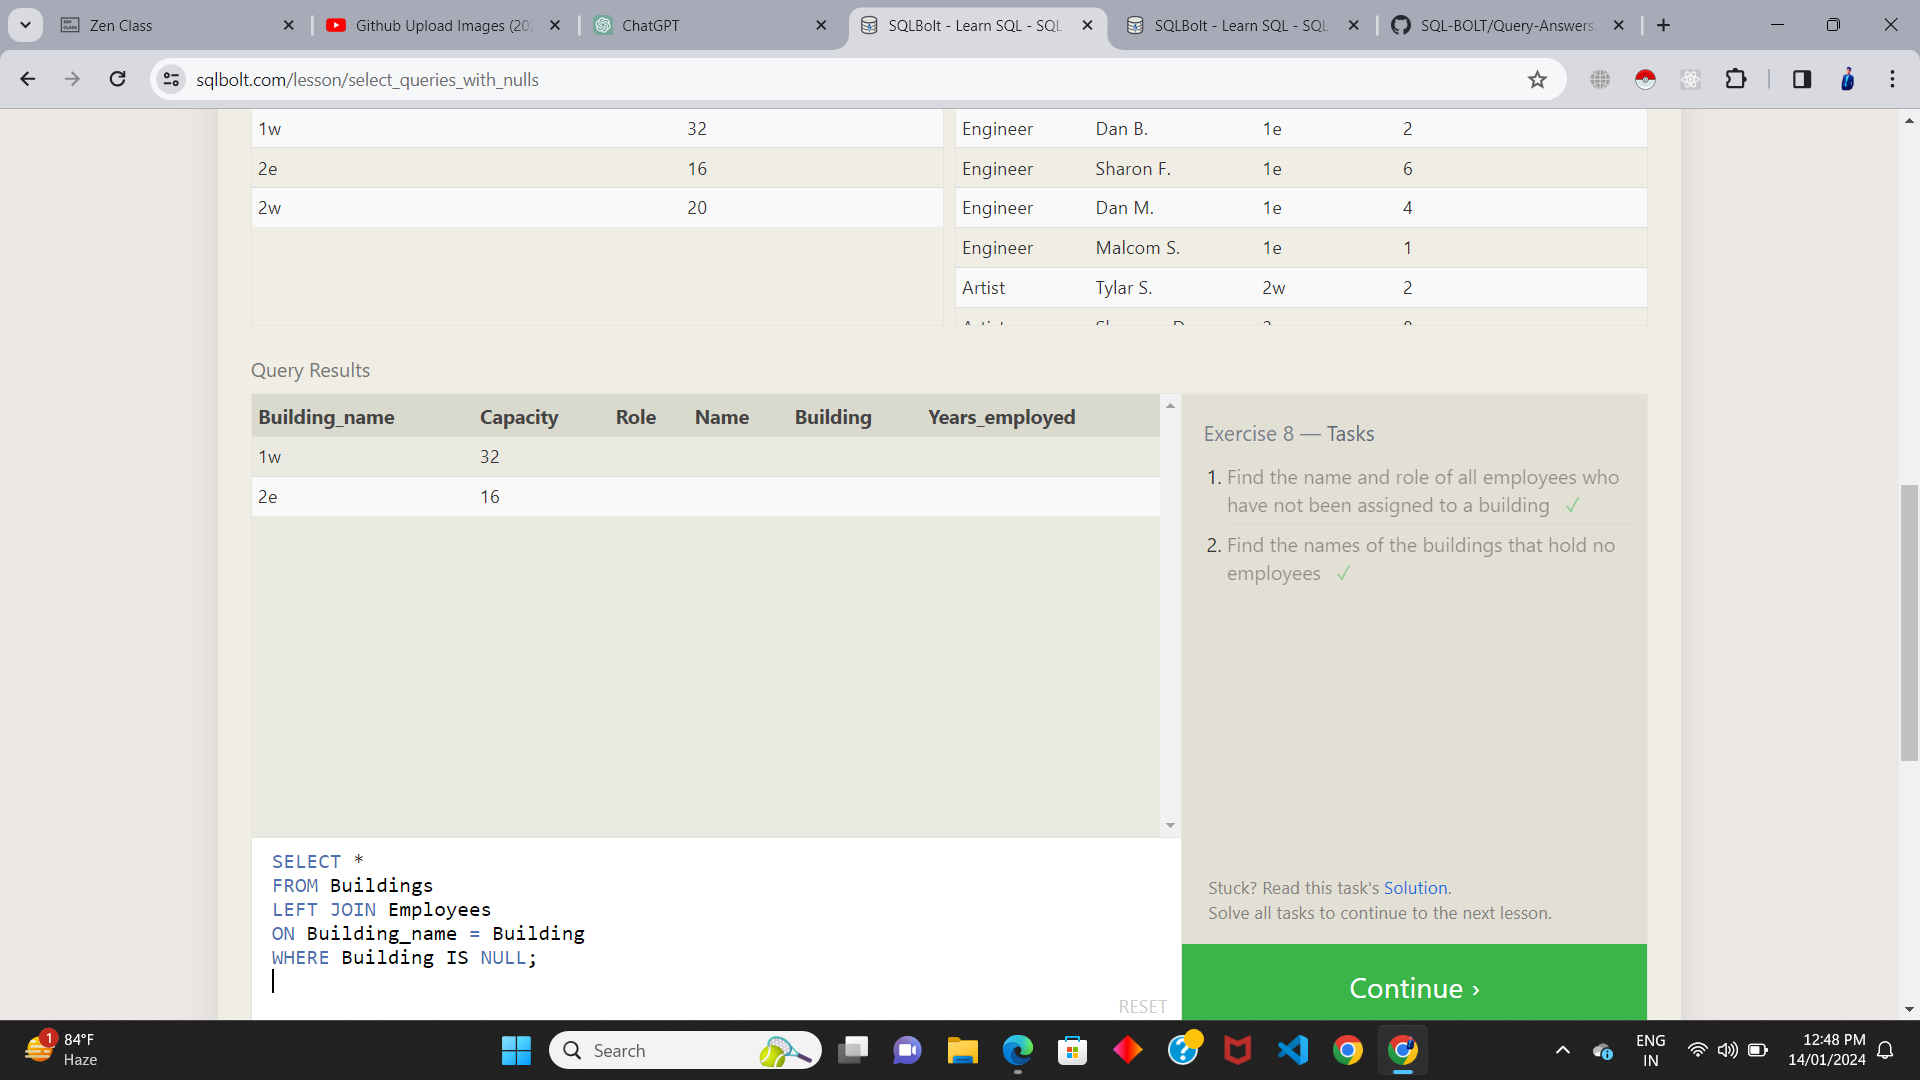 Zen Class
Github Upload Images (20
ChatGPT
SQLBolt - Learn SQL - SQL
SQLBolt - Learn SQL - SQL
SQL-BOLT/Query-Answers.
sqlbolt.com/lesson/select_queries_with_nulls
1w 32
2e 16
2w 20
Engineer Dan B. 1e 2
Engineer Sharon F. 1e 6
Engineer Dan M. 1e 4
Engineer Malcom S. 1e 1
Artist Tylar S. 2w 2
Query Results
Building_name Capacity Role Name Building Years_employed
1w 32
2e 16
Exercise 8 — Tasks
1. Find the name and role of all employees who
have not been assigned to a building ✓
2. Find the names of the buildings that hold no
employees ✓
SELECT *
FROM Buildings
LEFT JOIN Employees
ON Building_name = Building
WHERE Building IS NULL;
RESET
Stuck? Read this task's Solution.
Solve all tasks to continue to the next lesson.
Continue ›
1
84°F
Haze
Search
ENG
IN
12:48 PM
14/01/2024